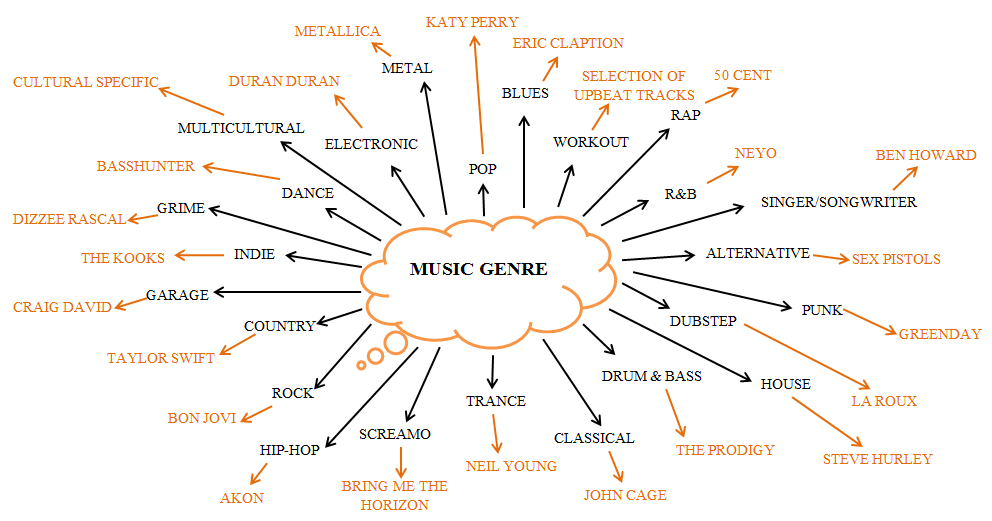 KATY PERRY
METALLICA
ERIC CLAPTION
METAL
DURAN DURAN
CULTURAL SPECIFIC
SELECTION OF
UPBEAT TRACKS
50 CENT
BLUES
RAP
MULTICULTURAL
ELECTRONIC
WORKOUT
NEYO
BEN HOWARD
BASSHUNTER
POP
DANCE
R&B
SINGER/SONGWRITER
GRIME
DIZZEE RASCAL
THE KOOKS
INDIE
MUSIC GENRE
ALTERNATIVE
SEX PISTOLS
GARAGE
CRAIG DAVID
PUNK
DUBSTEP
COUNTRY
GREENDAY
TAYLOR SWIFT
DRUM & BASS
HOUSE
ROCK
TRANCE
LA ROUX
BON JOVI
SCREAMO
CLASSICAL
HIP-HOP
THE PRODIGY
STEVE HURLEY
NEIL YOUNG
AKON
BRING ME THE
HORIZON
JOHN CAGE